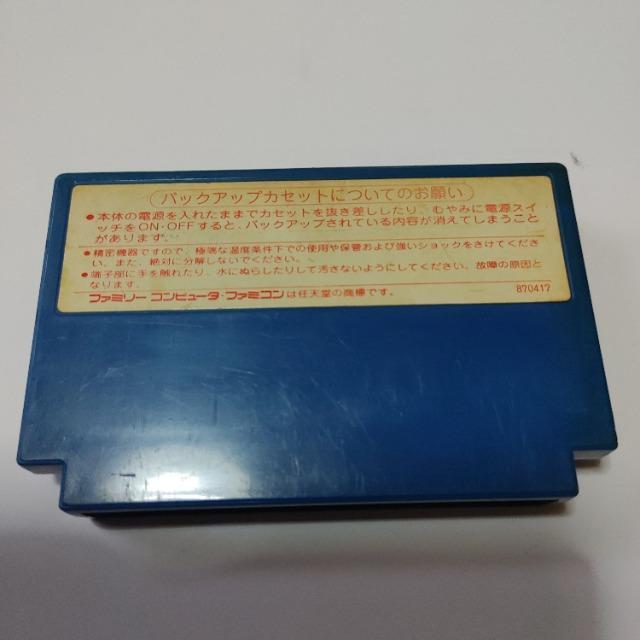 バックアップカセットについてのお願い
●本体の電源を入れたままでカセットを抜き差ししたり、むやみに電源スイ
ッチをON・OFFすると、バックアップされている内容が消えてしまうこと
があります。
●精密機器ですので、極端な温度条件下での使用や保管および強いショックをさけてくださ
い。また、絶対に分解しないでください。
●端子部に手を触れたり、水にぬらしたりして汚さないようにしてください。故障の原因と
なります。
ファミリーコンピュータ・ファミコンは任天堂の商標です。
870417